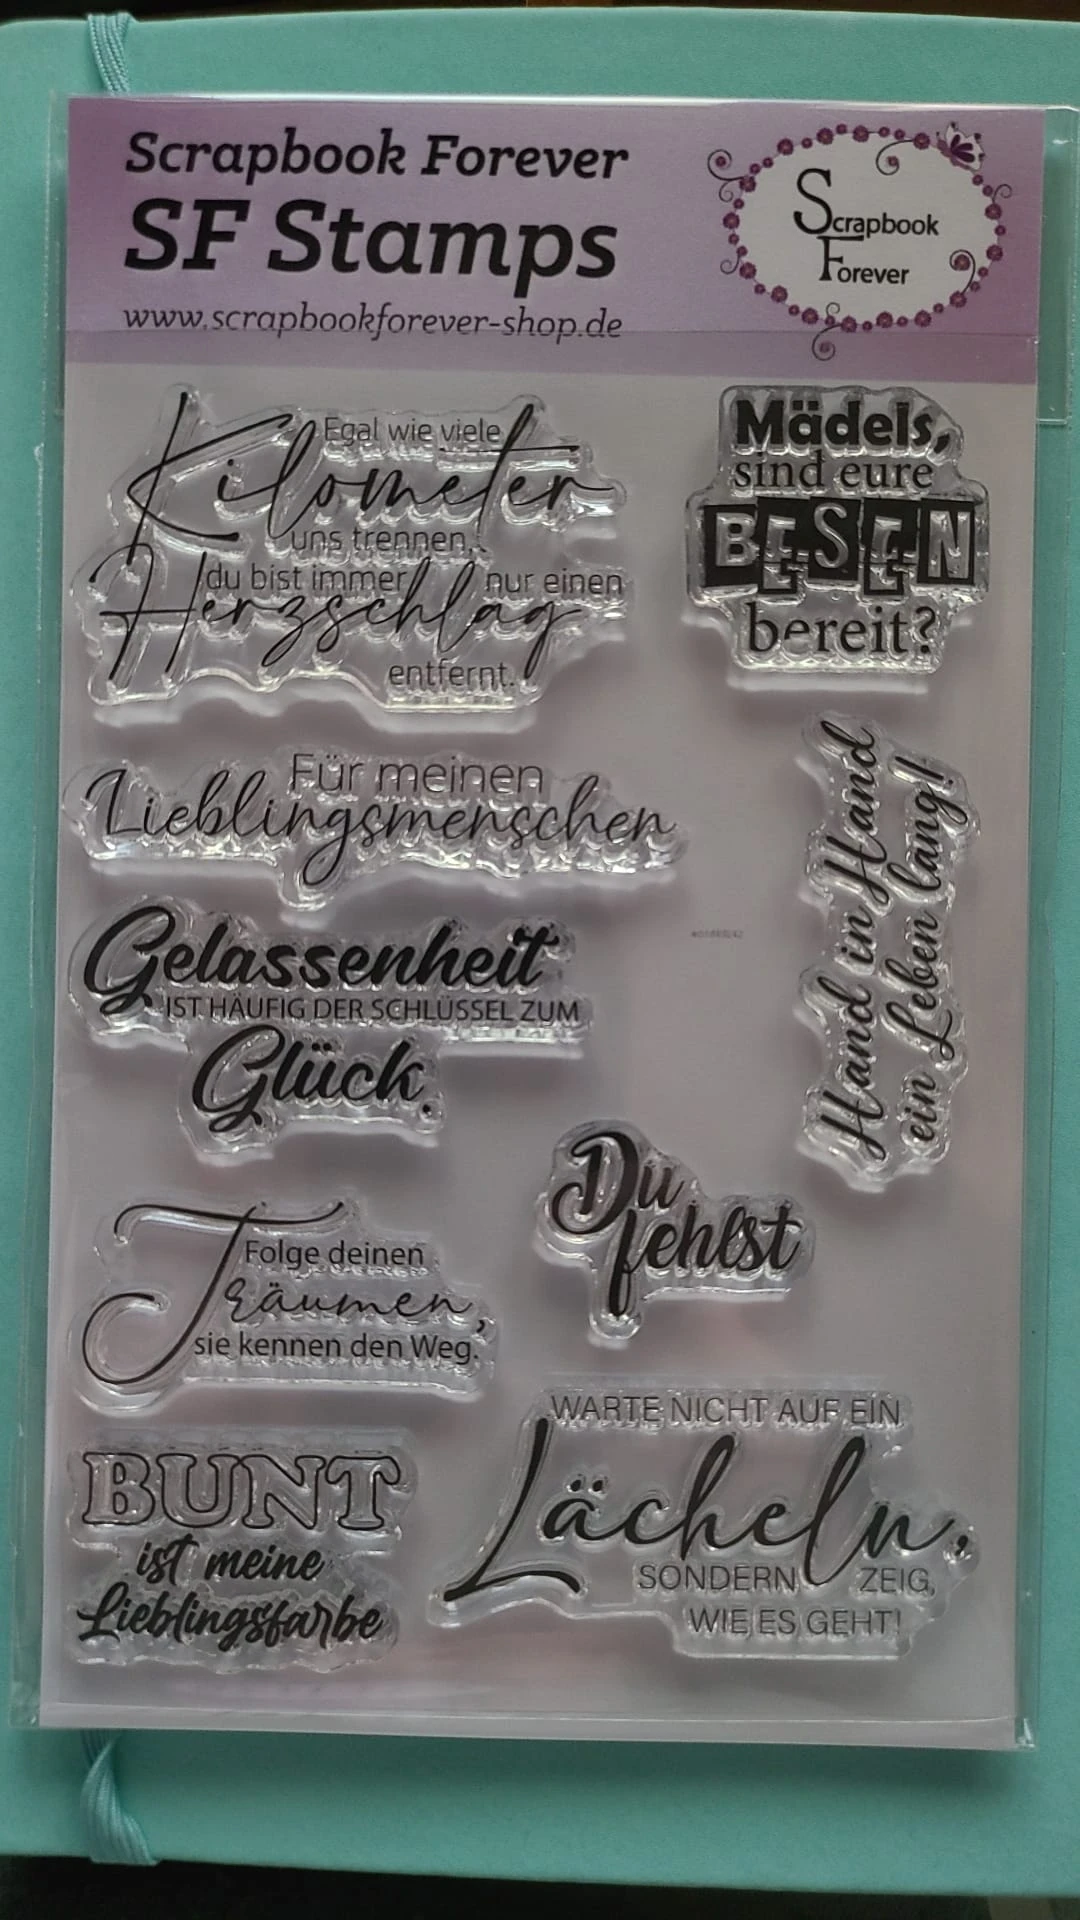 Scrapbook Forever
SF Stamps
www.scrapbookforever-shop.de
Scrapbook
Forever
Egal wie viele
Kilometer
uns trennen,
du bist immer nur einen
Herzschlag
entfernt.
Mädels,
sind eure
BESEN
bereit?
Für meinen
Lieblingsmenschen
Hand in Hand
ein Leben lang!
Gelassenheit
IST HÄUFIG DER SCHLÜSSEL ZUM
Glück.
Du
fehlst
Folge deinen
Träumen,
sie kennen den Weg.
BUNT
ist meine
Lieblingsfarbe
WARTE NICHT AUF EIN
Lächeln,
SONDERN ZEIG,
WIE ES GEHT!